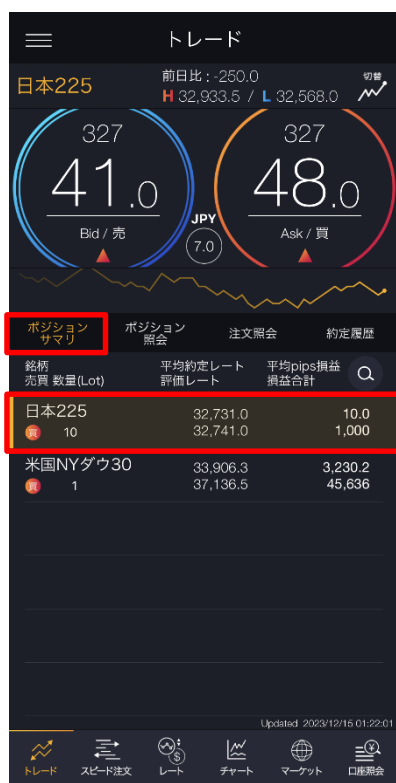 トレード
日本225
前日比：-250.0
H 32,933.5 / L 32,568.0
切替
327
41.0
Bid / 売
JPY
7.0
327
48.0
Ask / 買
ポジション
サマリ
ポジション
照会
注文照会
約定履歴
銘柄
売買 数量(Lot)
平均約定レート
評価レート
平均pips損益
損益合計
日本225 32,731.0 10.0
買 10 32,741.0 1,000
米国NYダウ30 33,906.3 3,230.2
買 1 37,136.5 45,636
Updated 2023/12/15 01:22:01
トレード スピード注文 レート チャート マーケット 口座照会